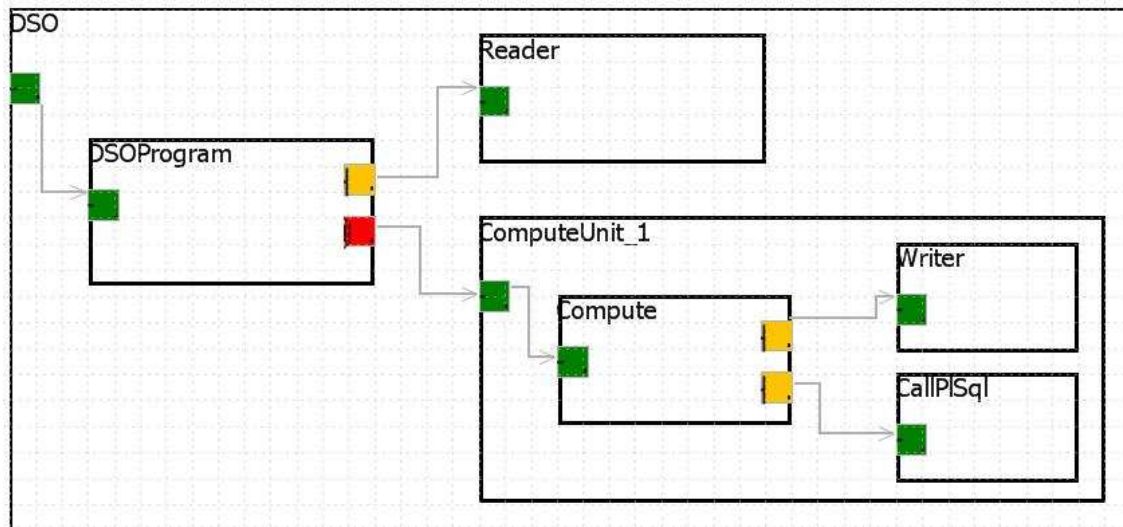 DSO
Reader
DSOProgram
ComputeUnit_1
Writer
Compute
CallPlSql